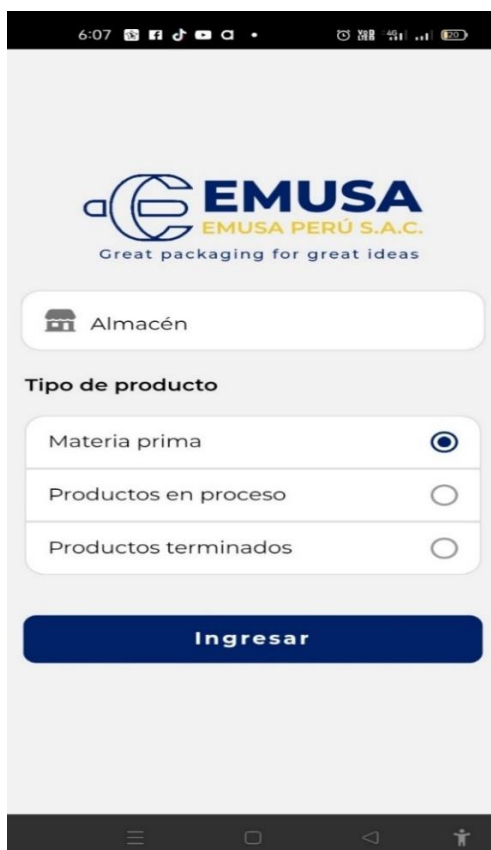 6:07
20
EMUSA
EMUSA PERÚ S.A.C.
Great packaging for great ideas
Almacén
Tipo de producto
Materia prima
Productos en proceso
Productos terminados
Ingresar